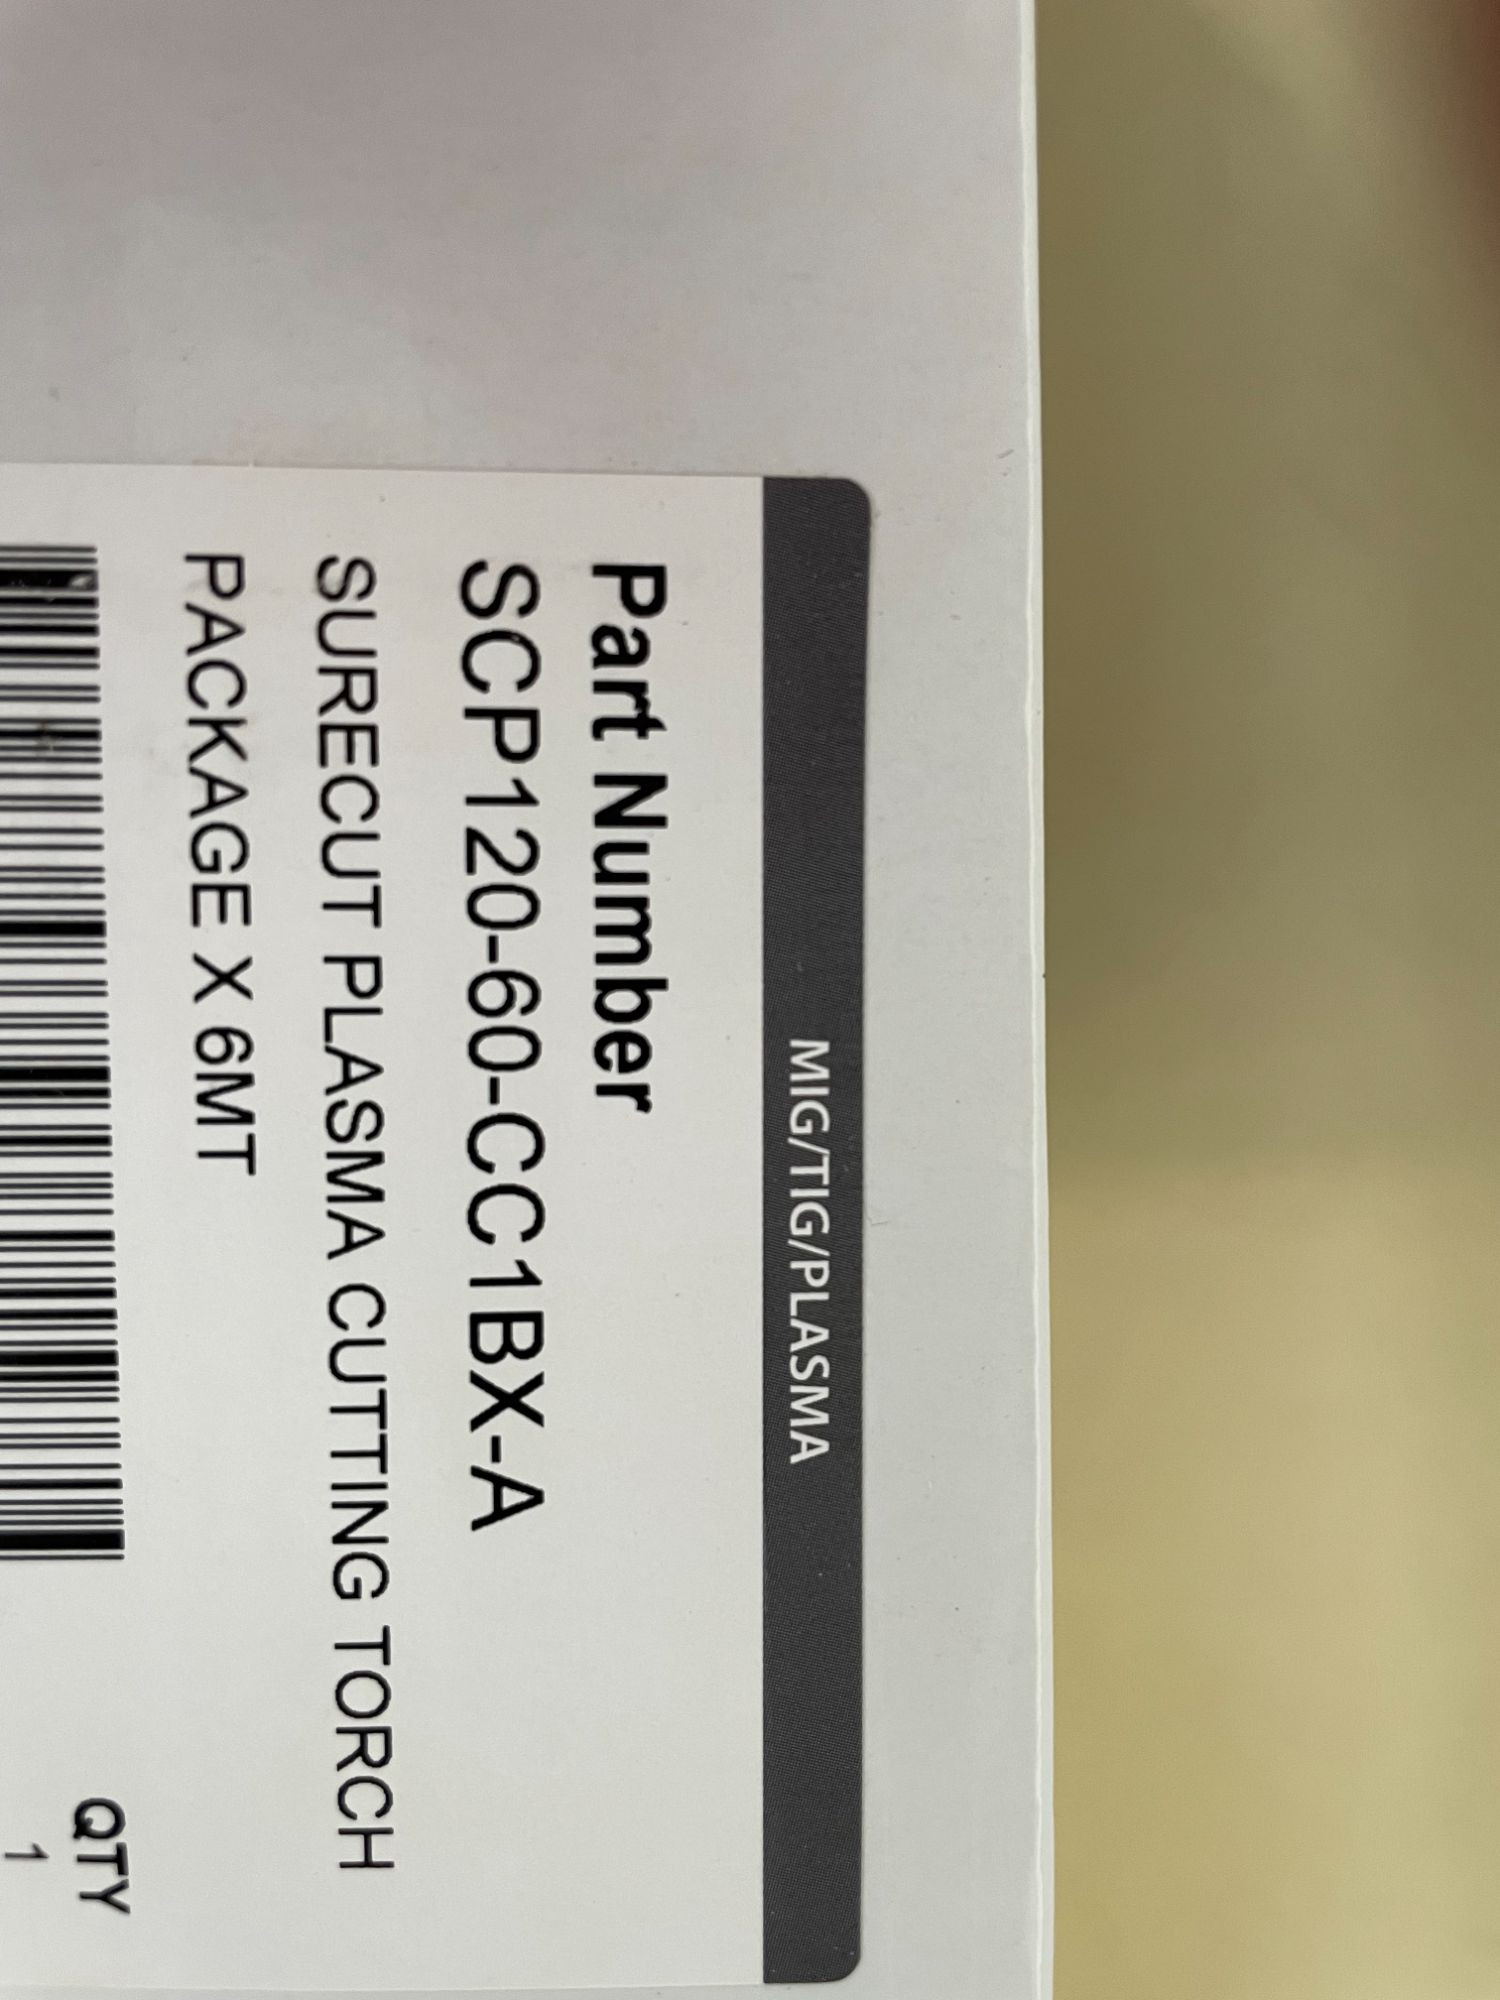 MIG/TIG/PLASMA
Part Number
SCP120-60-CC1BX-A
SURECUT PLASMA CUTTING TORCH
PACKAGE X 6MT
QTY
1